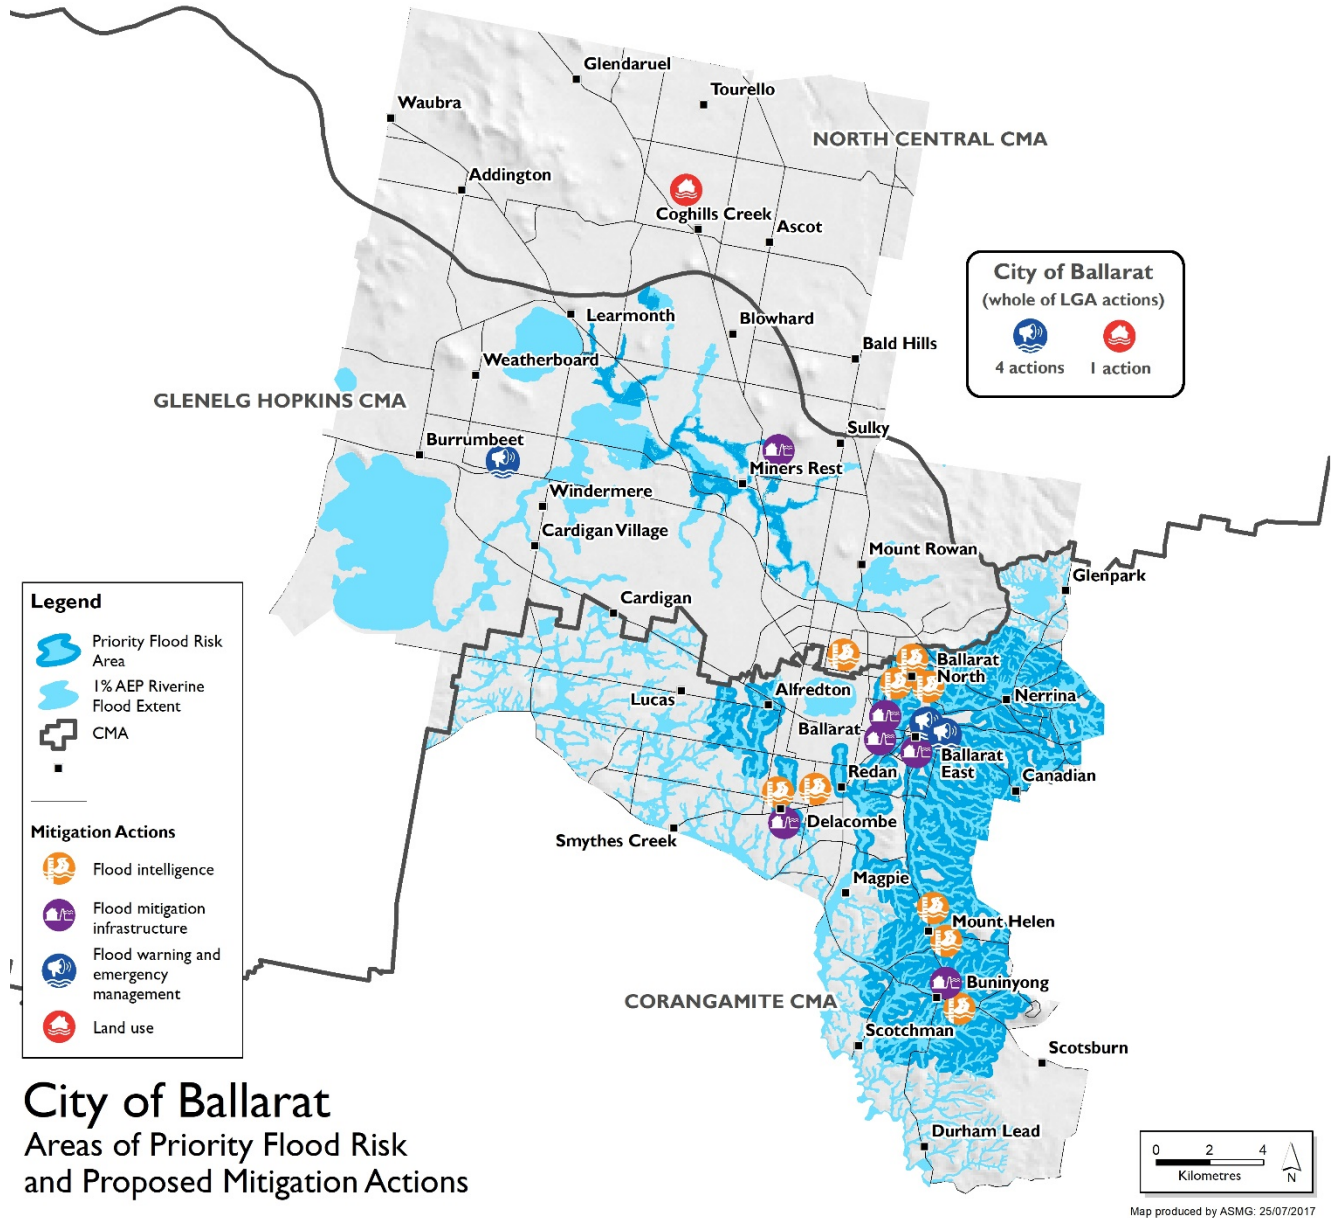 Glendaruel
Tourello
Waubra
NORTH CENTRAL CMA
Addington
Coghills Creek
Ascot
City of Ballarat
(whole of LGA actions)
4 actions
1 action
Learmonth
Blowhard
Bald Hills
Weatherboard
GLENELG HOPKINS CMA
Sulky
Burrumbeet
Miners Rest
Windermere
Cardigan Village
Mount Rowan
Glenpark
Cardigan
Legend
Priority Flood Risk
Area
1% AEP Riverine
Flood Extent
CMA
Mitigation Actions
Flood intelligence
Flood mitigation
infrastructure
Flood warning and
emergency
management
Land use
Ballarat
North
Lucas
Alfredton
Nerrina
Ballarat
Ballarat
East
Redan
Canadian
Delacombe
Smythes Creek
Magpie
Mount Helen
Buninyong
CORANGAMITE CMA
Scotchman
Scotsburn
Durham Lead
City of Ballarat
Areas of Priority Flood Risk
and Proposed Mitigation Actions
0 2 4
Kilometres
N
Map produced by ASMG: 25/07/2017